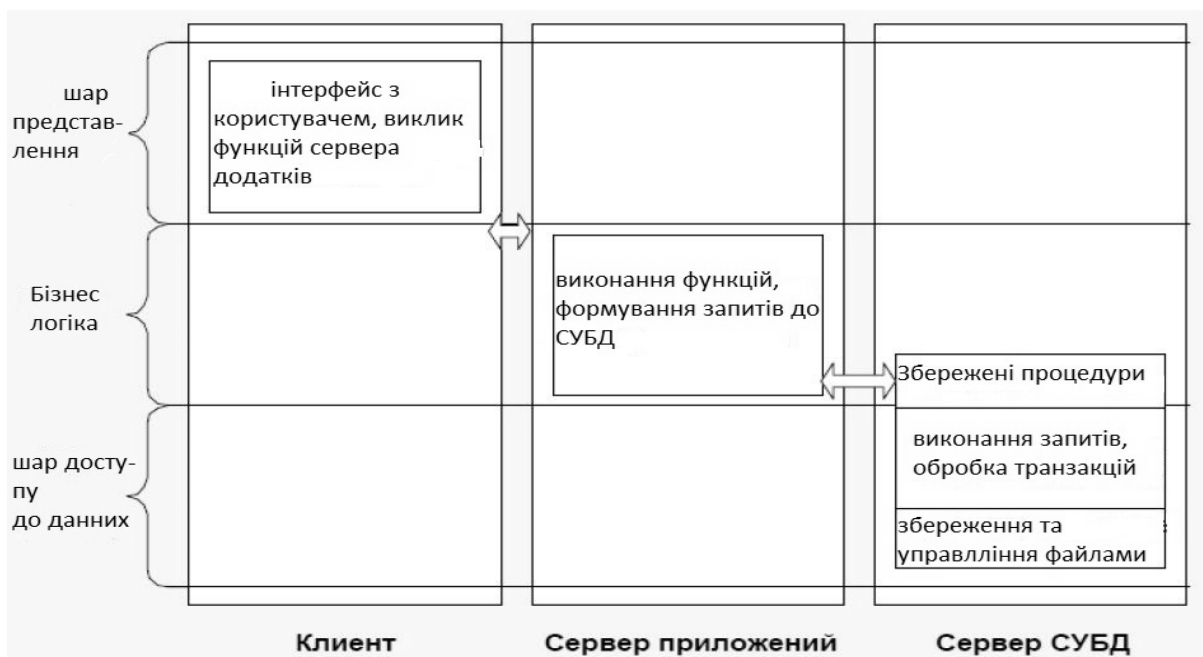 шар
представ-
лення
інтерфейс з
користувачем, виклик
функцій сервера
додатків
Бізнес
логіка
виконання функцій,
формування запитів до
СУБД
Збережені процедури
шар досту-
пу
до данних
виконання запитів,
обробка транзакцій
збереження та
управлління файлами
Клиент
Сервер приложений
Сервер СУБД